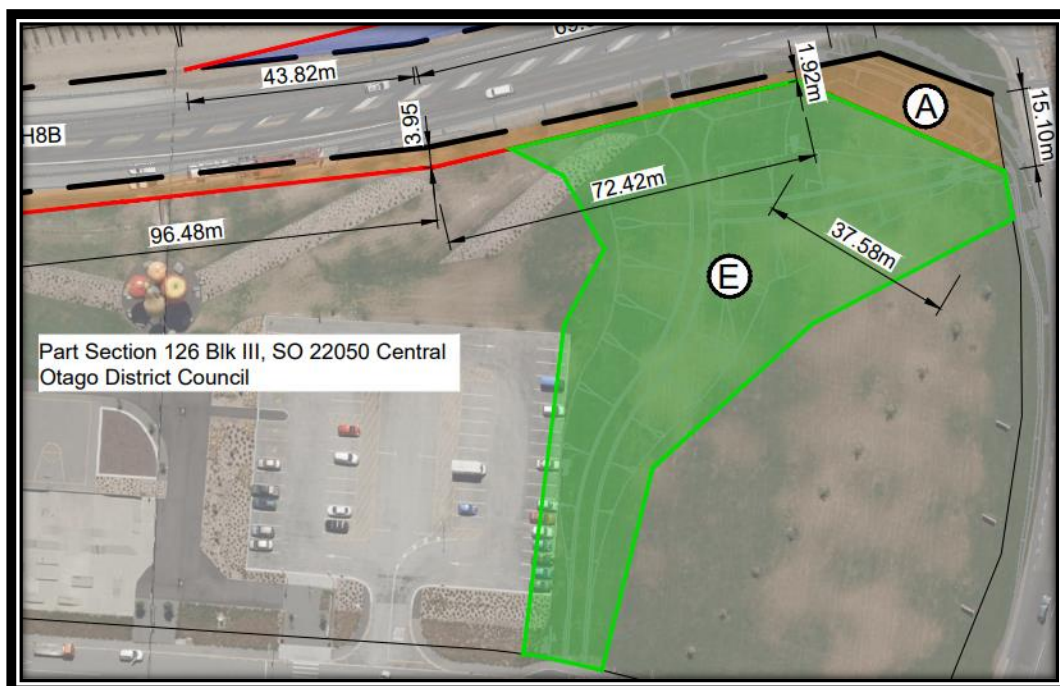 69.
43.82m
1.92m
A
15.10m
H8B
3.95
72.42m
96.48m
37.58m
E
Part Section 126 Blk III, SO 22050 Central
Otago District Council